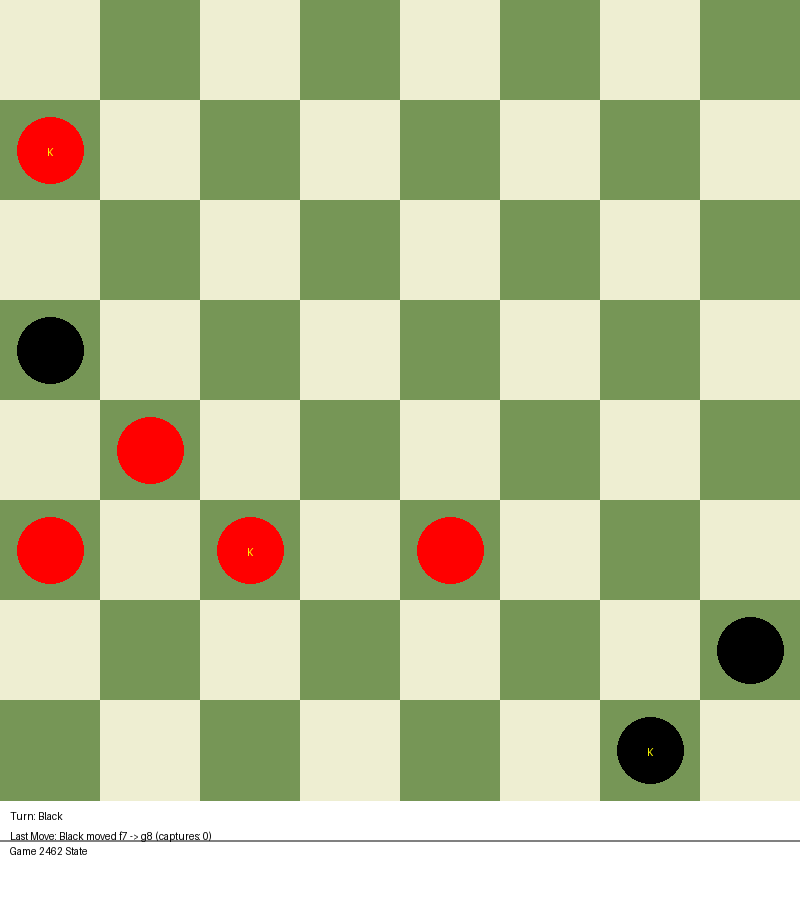 K
K
K
Turn: Black
Last Move: Black moved f7 -> g8 (captures: 0)
Game 2462 State